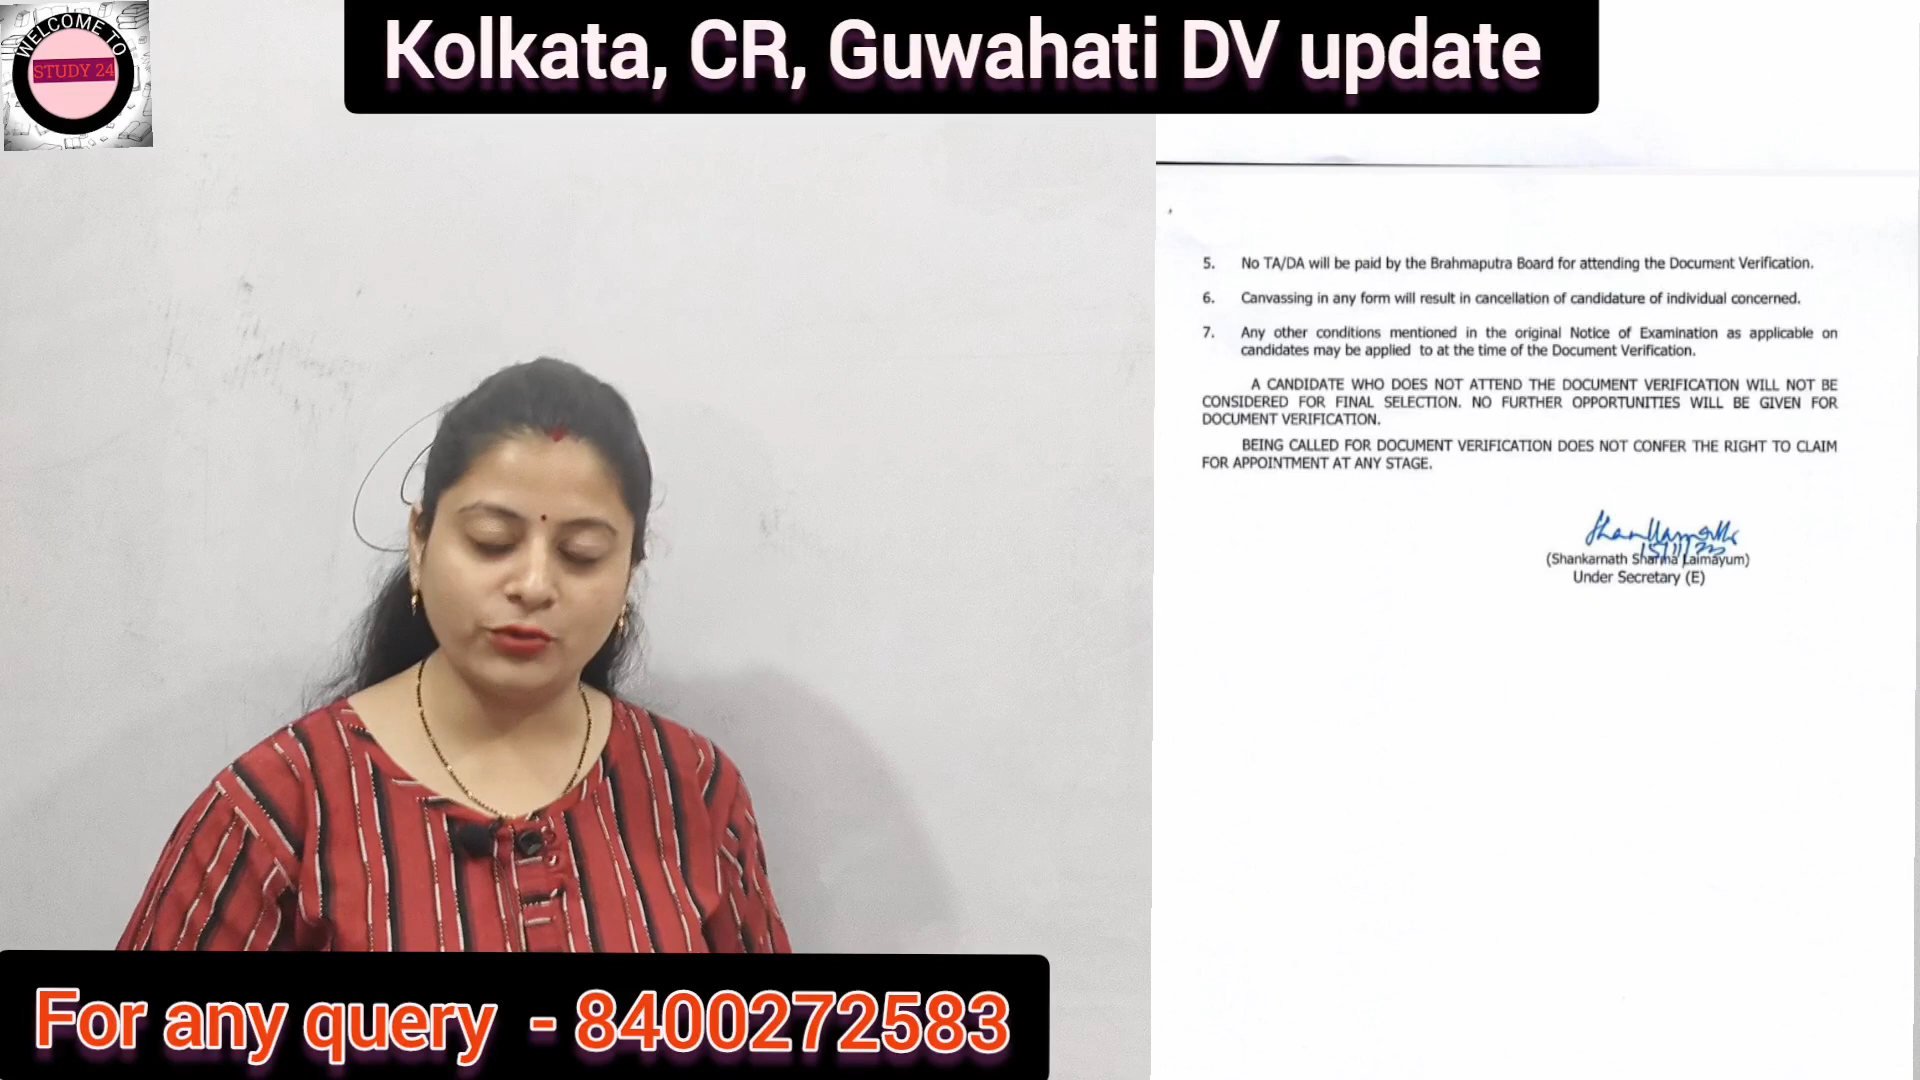 WELCOME TO
STUDY 24
Kolkata, CR, Guwahati DV update
5. No TA/DA will be paid by the Brahmaputra Board for attending the Document Verification.
6. Canvassing in any form will result in cancellation of candidature of individual concerned.
7. Any other conditions mentioned in the original Notice of Examination as applicable on
candidates may be applied to at the time of the Document Verification.
A CANDIDATE WHO DOES NOT ATTEND THE DOCUMENT VERIFICATION WILL NOT BE
CONSIDERED FOR FINAL SELECTION. NO FURTHER OPPORTUNITIES WILL BE GIVEN FOR
DOCUMENT VERIFICATION.
BEING CALLED FOR DOCUMENT VERIFICATION DOES NOT CONFER THE RIGHT TO CLAIM
FOR APPOINTMENT AT ANY STAGE.
(Shankarnath Sharma Laimayum)
Under Secretary (E)
For any query - 8400272583